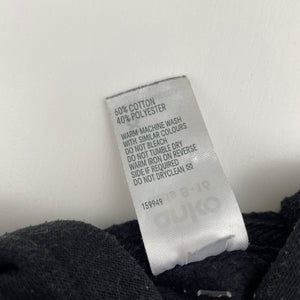 60% COTTON
40% POLYESTER
WARM MACHINE WASH
WITH SIMILAR COLOURS
DO NOT BLEACH
DO NOT TUMBLE DRY
WARM IRON ON REVERSE
SIDE IF REQUIRED
DO NOT DRYCLEAN
159949
anko